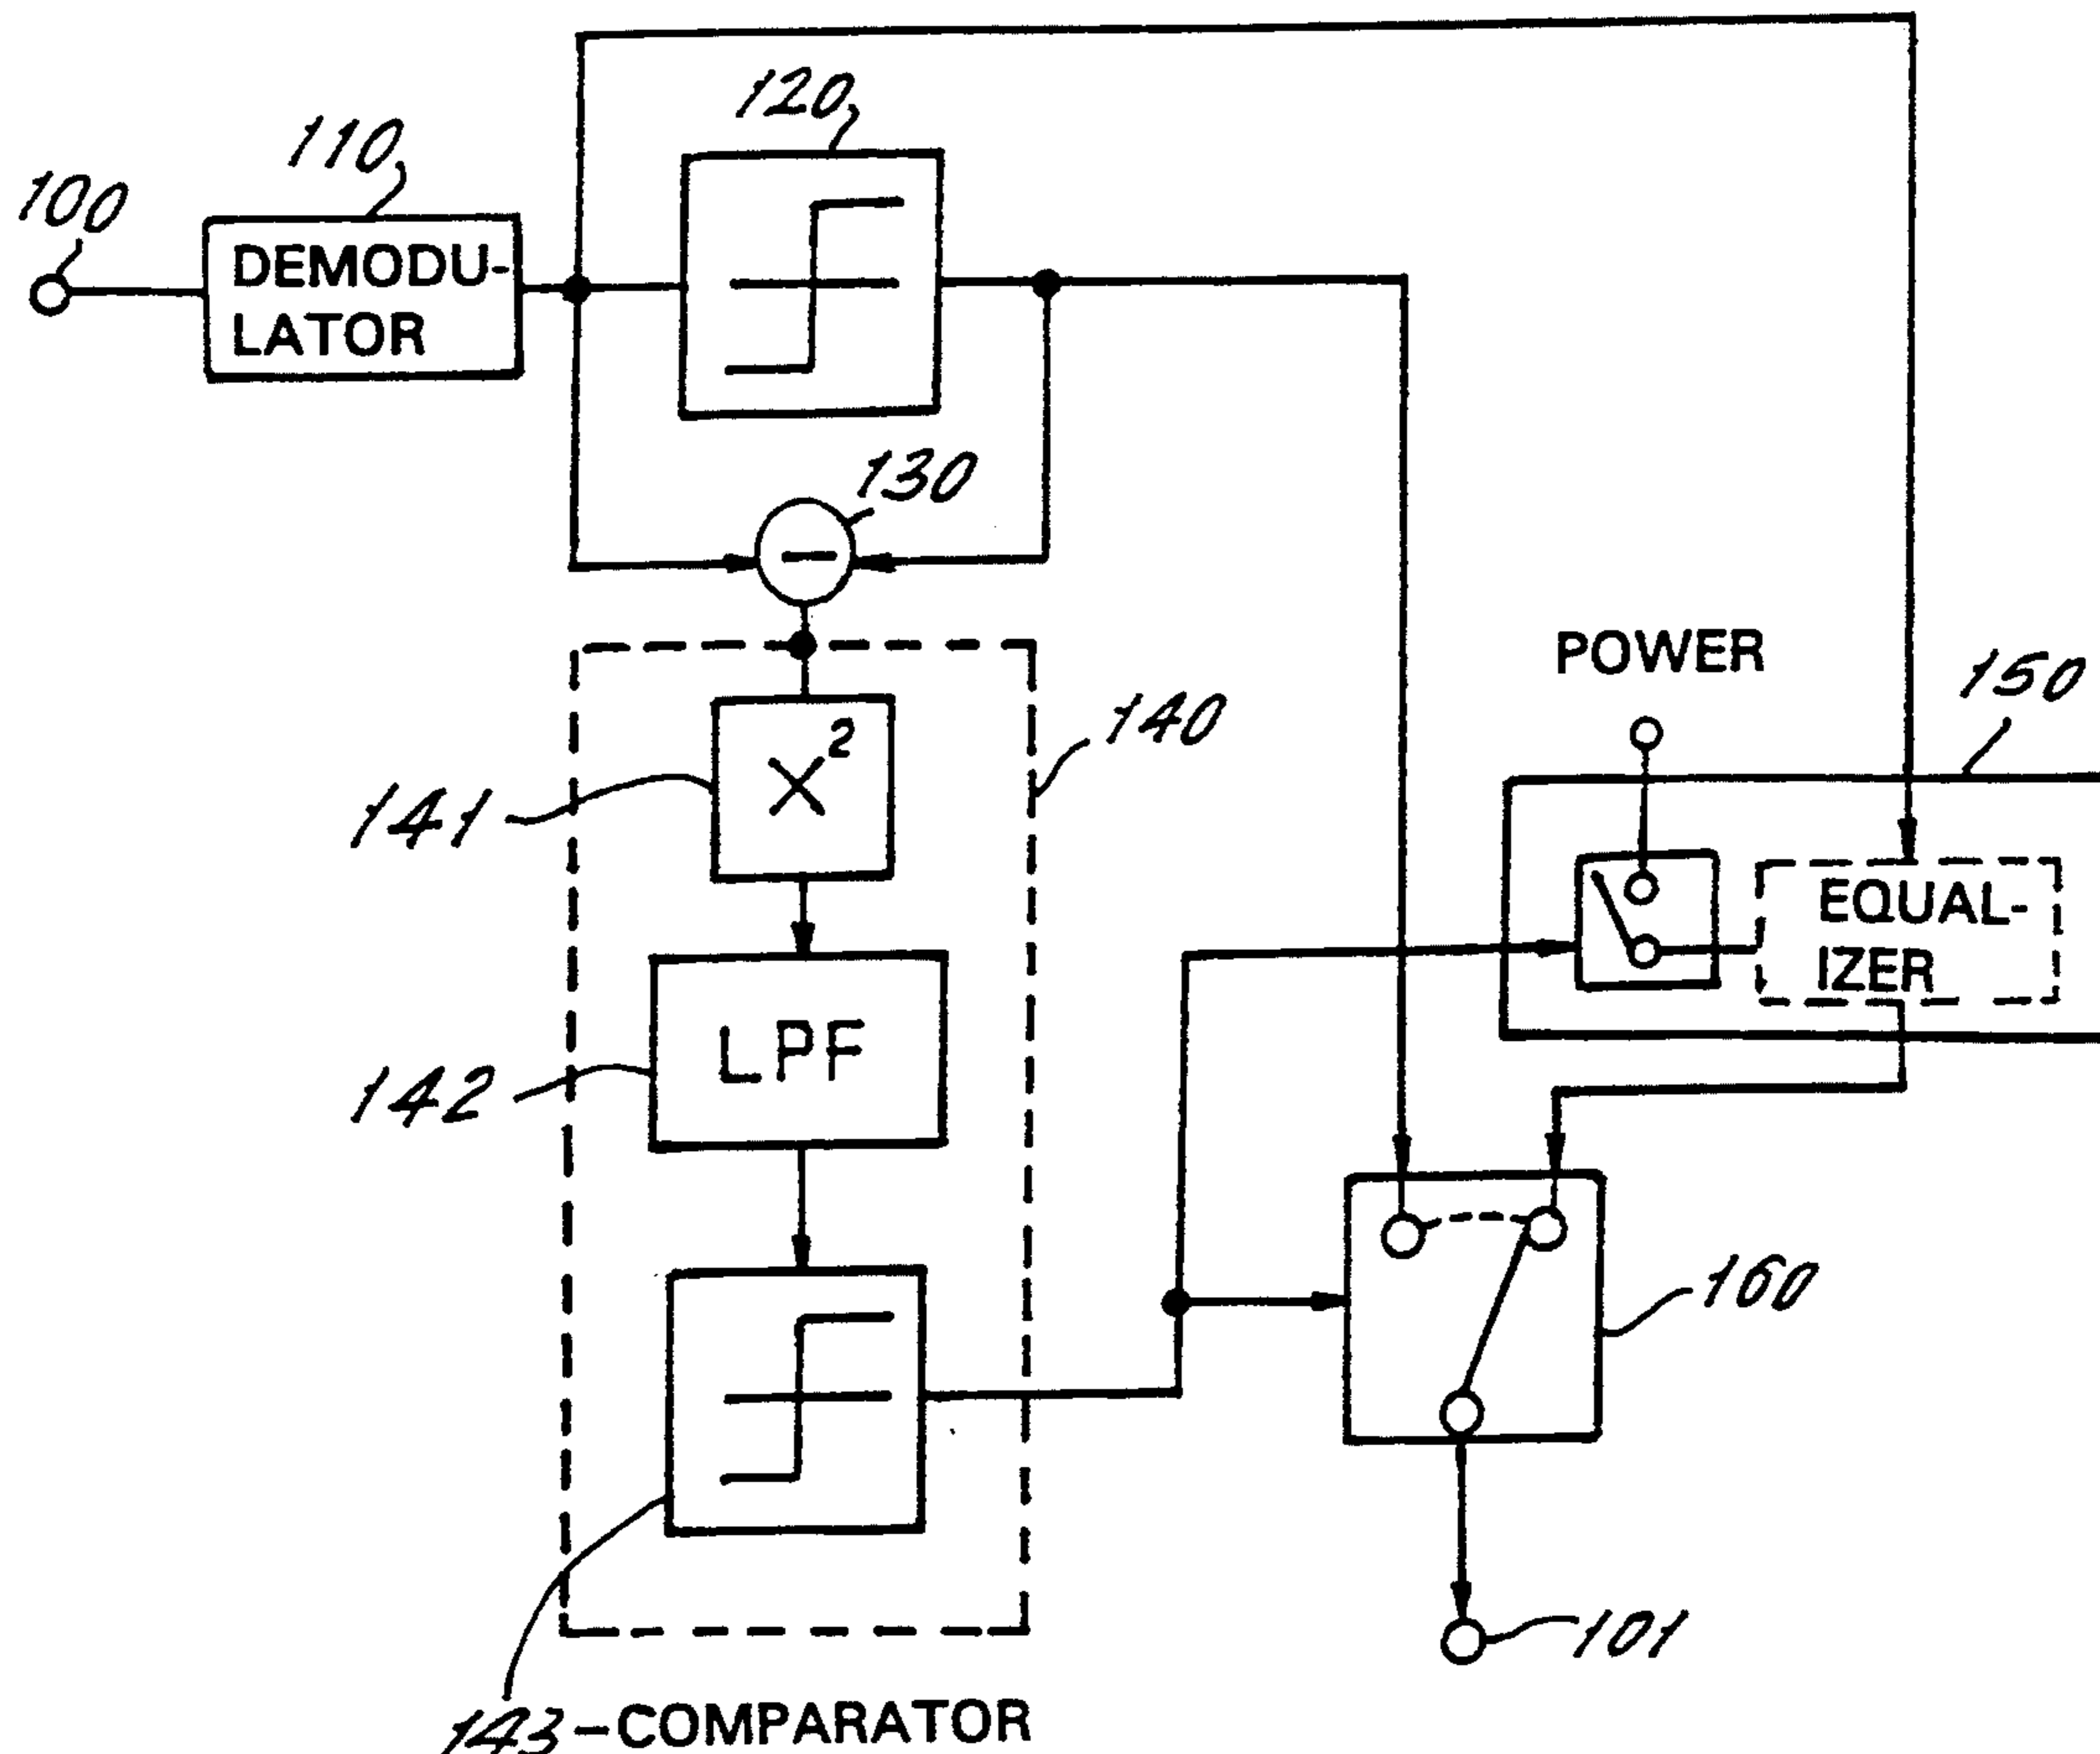 120
110
100
DEMODU-
LATOR
130
POWER
150
140
X²
141
EQUAL-
IZER
LPF
142
160
101
143-COMPARATOR